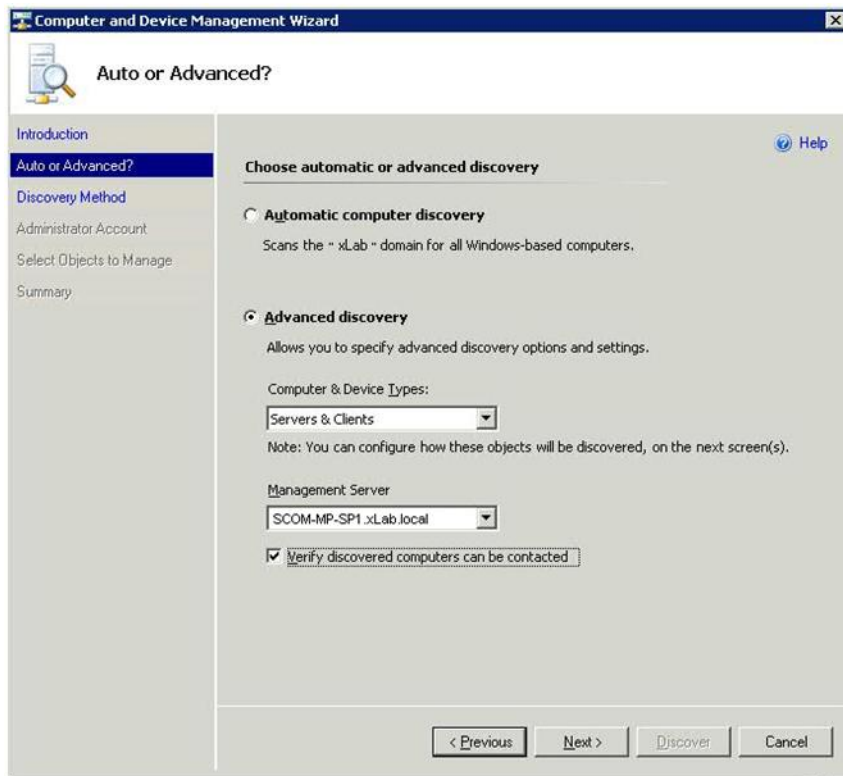 Computer and Device Management Wizard
Auto or Advanced?
Introduction
Auto or Advanced?
Discovery Method
Administrator Account
Select Objects to Manage
Summary
Help
Choose automatic or advanced discovery
Automatic computer discovery
Scans the " xLab " domain for all Windows-based computers.
Advanced discovery
Allows you to specify advanced discovery options and settings.
Computer & Device Types:
Servers & Clients
Note: You can configure how these objects will be discovered, on the next screen(s).
Management Server
SCOM-MP-SP1.xLab.local
Verify discovered computers can be contacted
< Previous
Next >
Discover
Cancel